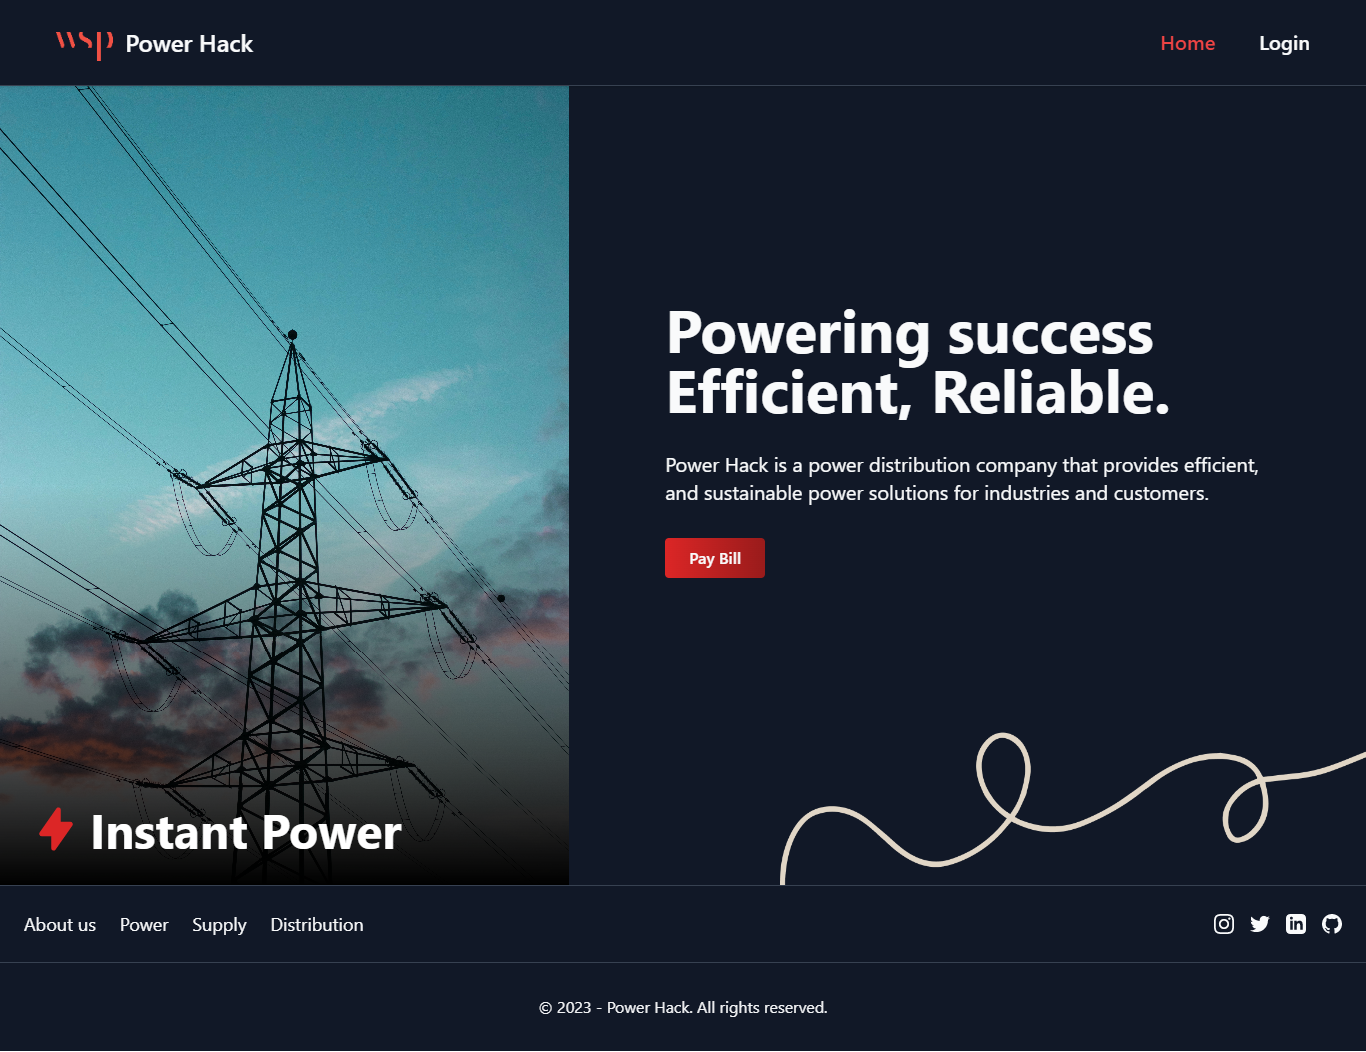 wsp Power Hack
Home Login
Powering success
Efficient, Reliable.
Power Hack is a power distribution company that provides efficient,
and sustainable power solutions for industries and customers.
Pay Bill
Instant Power
About us Power Supply Distribution
© 2023 - Power Hack. All rights reserved.